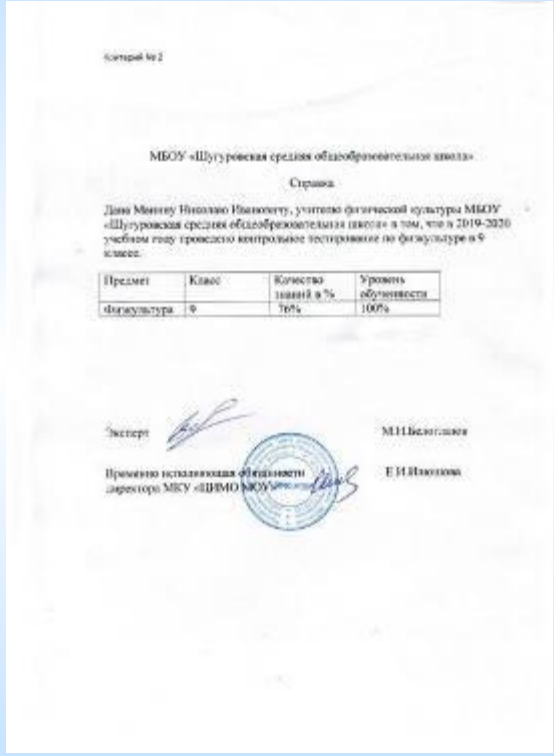 Критерий № 2
МБОУ «Шугуровская средняя общеобразовательная школа»
Справка
Дана Мянину Николаю Ивановичу, учителю физической культуры МБОУ
«Шугуровская средняя общеобразовательная школа» в том, что в 2019-2020
учебном году проведено контрольное тестирование по физкультуре в 9
классе.
Предмет Класс Качество знаний в % Уровень обученности
Физкультура 9 76% 100%
Эксперт М.Н.Белоглазов
Временно исполняющая обязанности
директора МКУ «ЦИМО МОУ» Е.И.